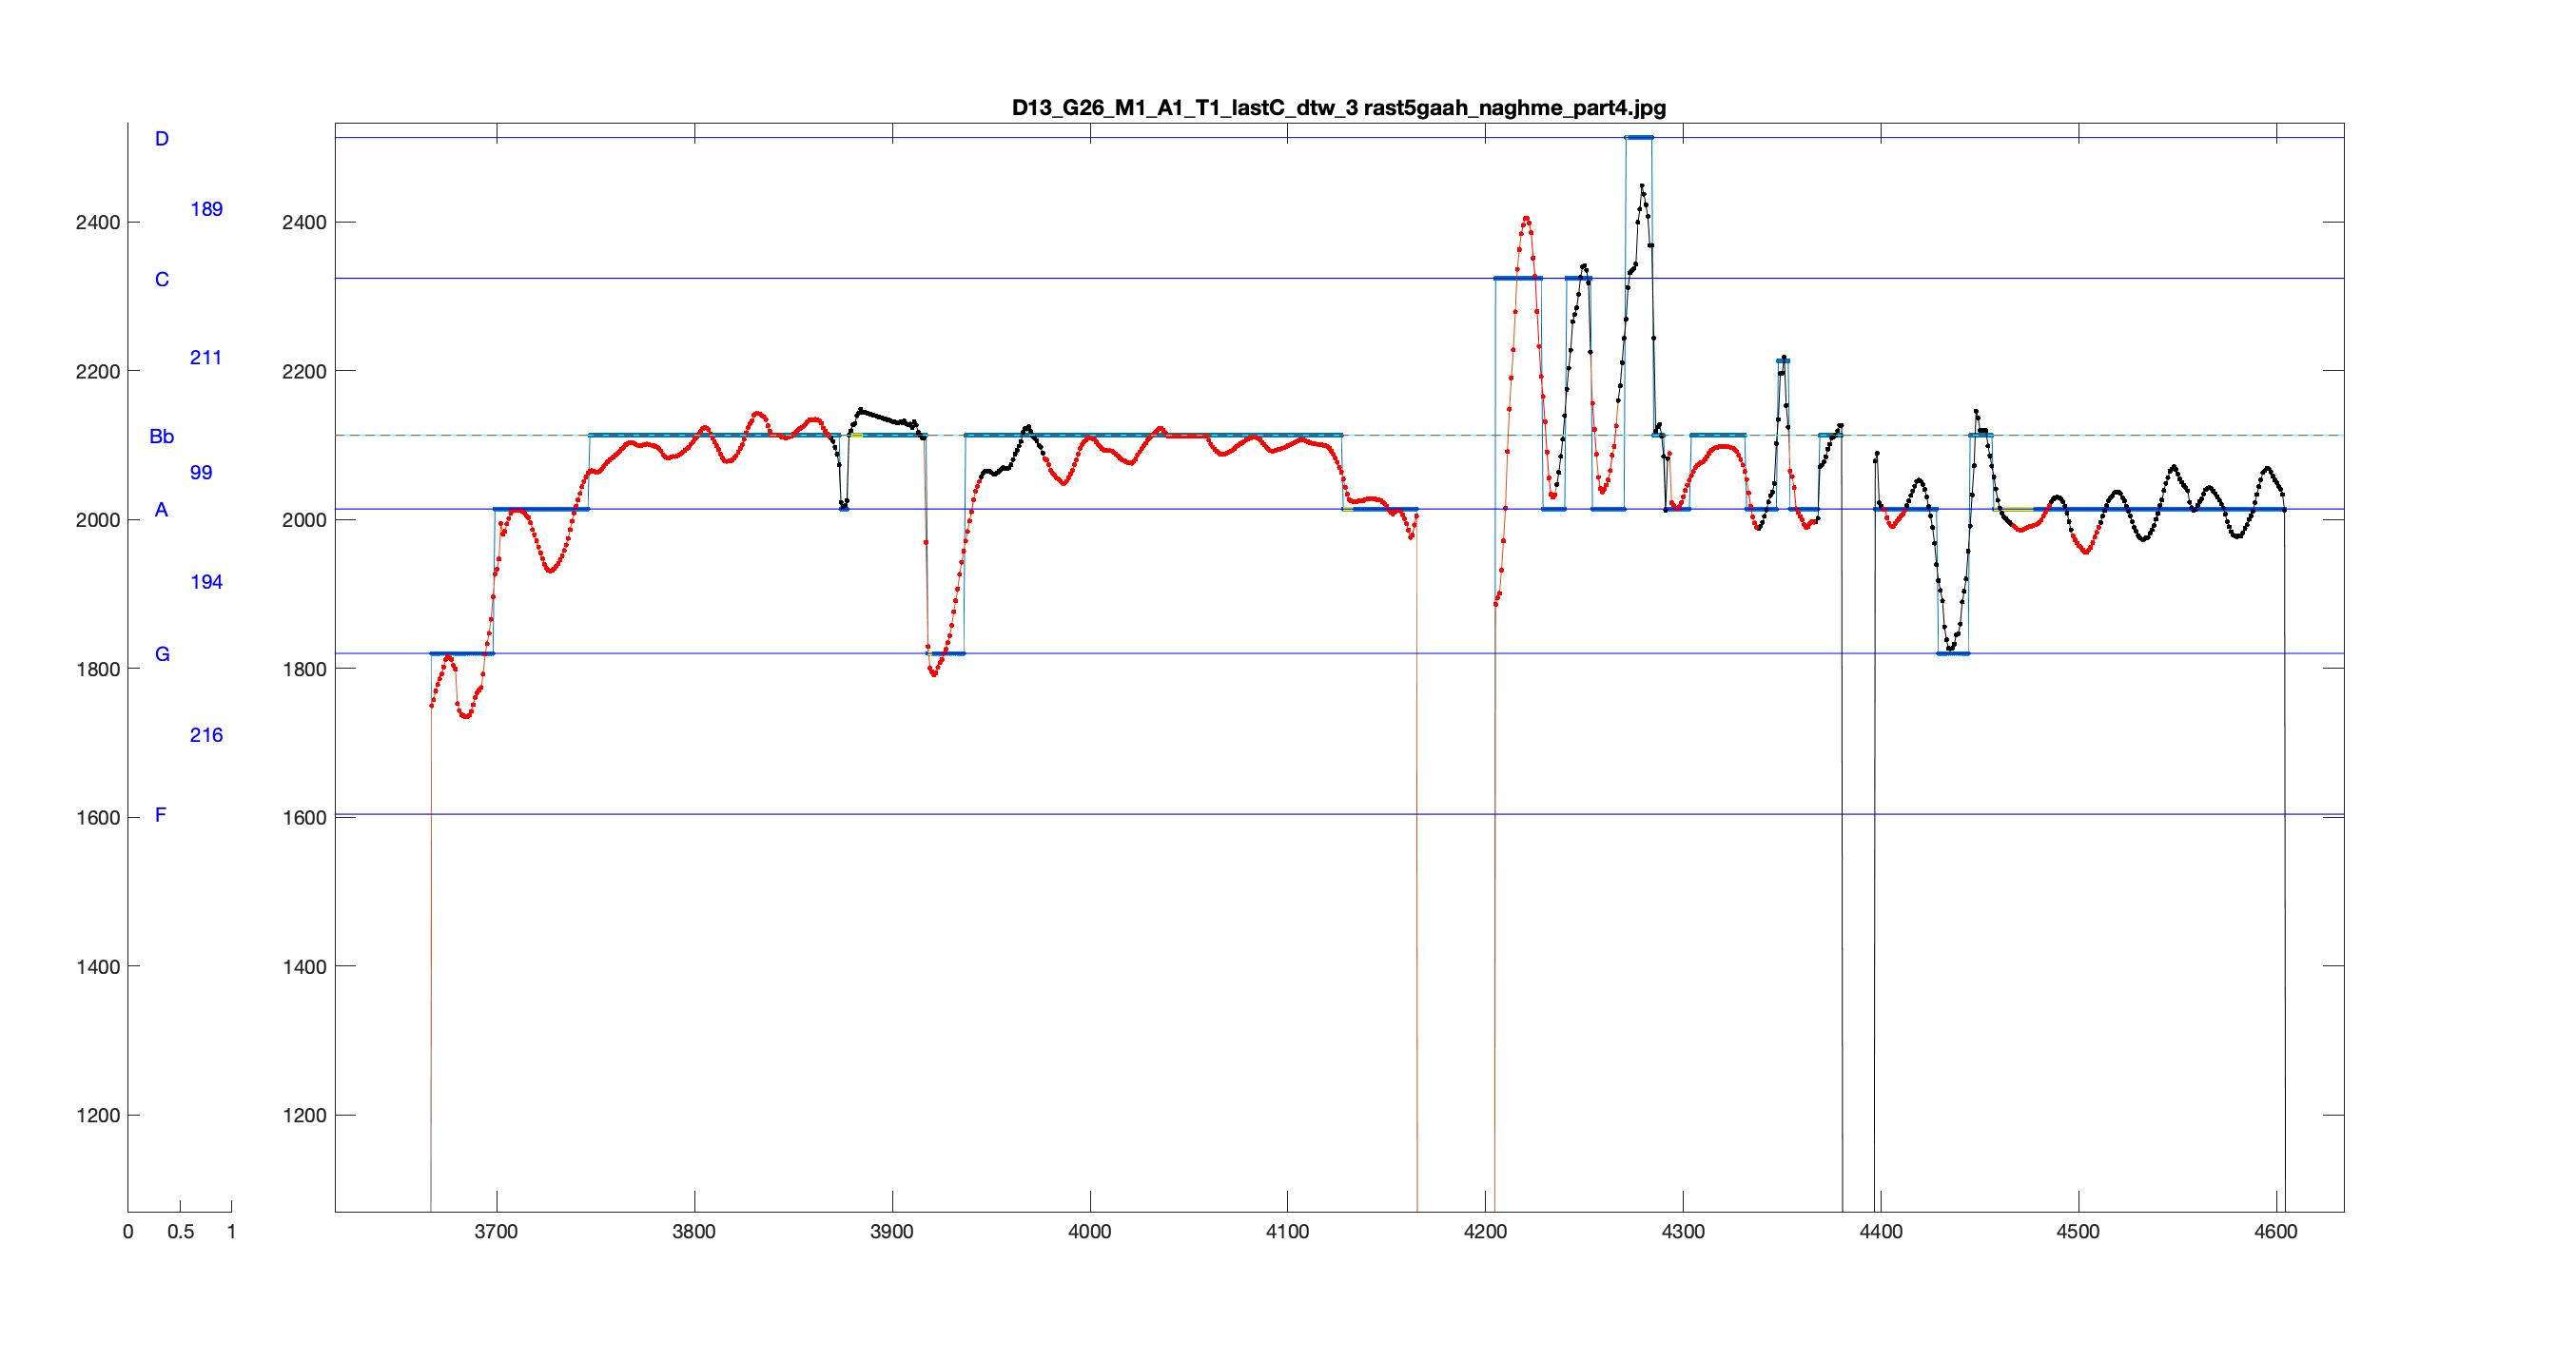 D13_G26_M1_A1_T1_lastC_dtw_3 rast5gaah_naghme_part4.jpg
D
189
2400 2400
C
211
2200 2200
Bb
99
A
2000 2000
194
G
1800 1800
216
F
1600 1600
1400 1400
1200 1200
0 0.5 1 3700 3800 3900 4000 4100 4200 4300 4400 4500 4600